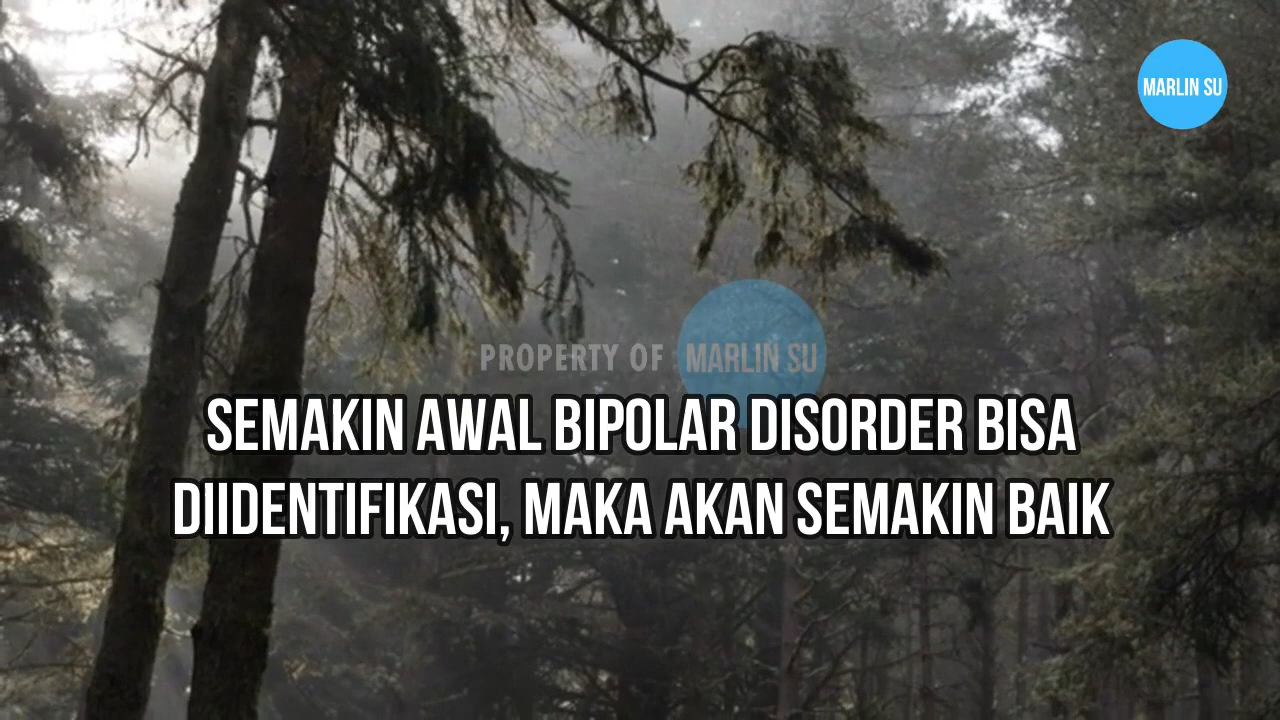 MARLIN SU
PROPERTY OF MARLIN SU
SEMAKIN AWAL BIPOLAR DISORDER BISA
DIIDENTIFIKASI, MAKA AKAN SEMAKIN BAIK